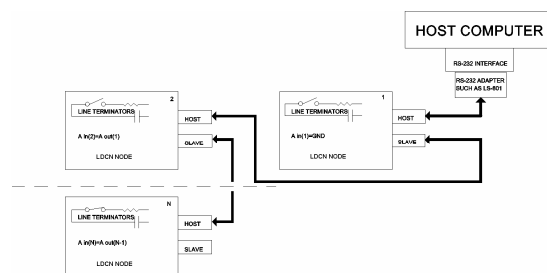 HOST COMPUTER
RS-232 INTERFACE
RS-232 ADAPTER
SUCH AS LS-601
2
LINE TERMINATORS
HOST
A in(2)=A out(1)
SLAVE
LDCN NODE
1
LINE TERMINATORS
HOST
A in(1)=GND
SLAVE
LDCN NODE
N
LINE TERMINATORS
HOST
A in(N)=A out(N-1)
SLAVE
LDCN NODE